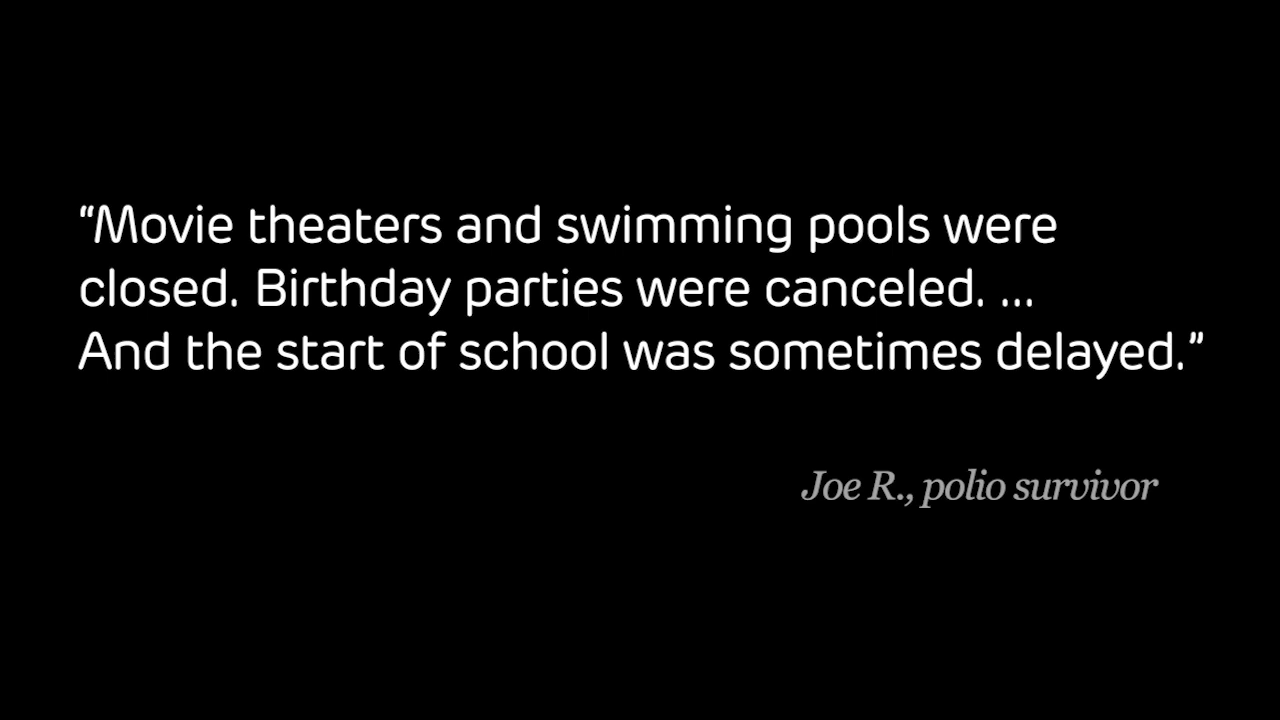 “Movie theaters and swimming pools were
closed. Birthday parties were canceled. ...
And the start of school was sometimes delayed.”
Joe R., polio survivor